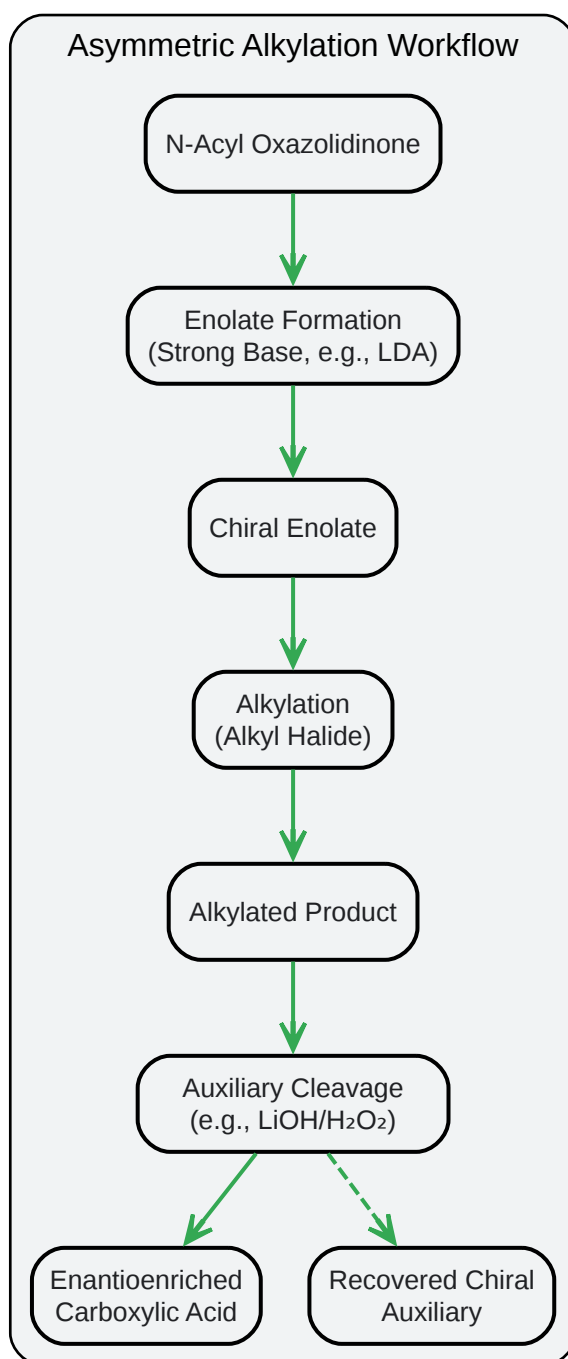 Asymmetric Alkylation Workflow
N-Acyl Oxazolidinone
Enolate Formation
(Strong Base, e.g., LDA)
Chiral Enolate
Alkylation
(Alkyl Halide)
Alkylated Product
Auxiliary Cleavage
(e.g., LiOH/H₂O₂)
Enantioenriched
Carboxylic Acid
Recovered Chiral
Auxiliary